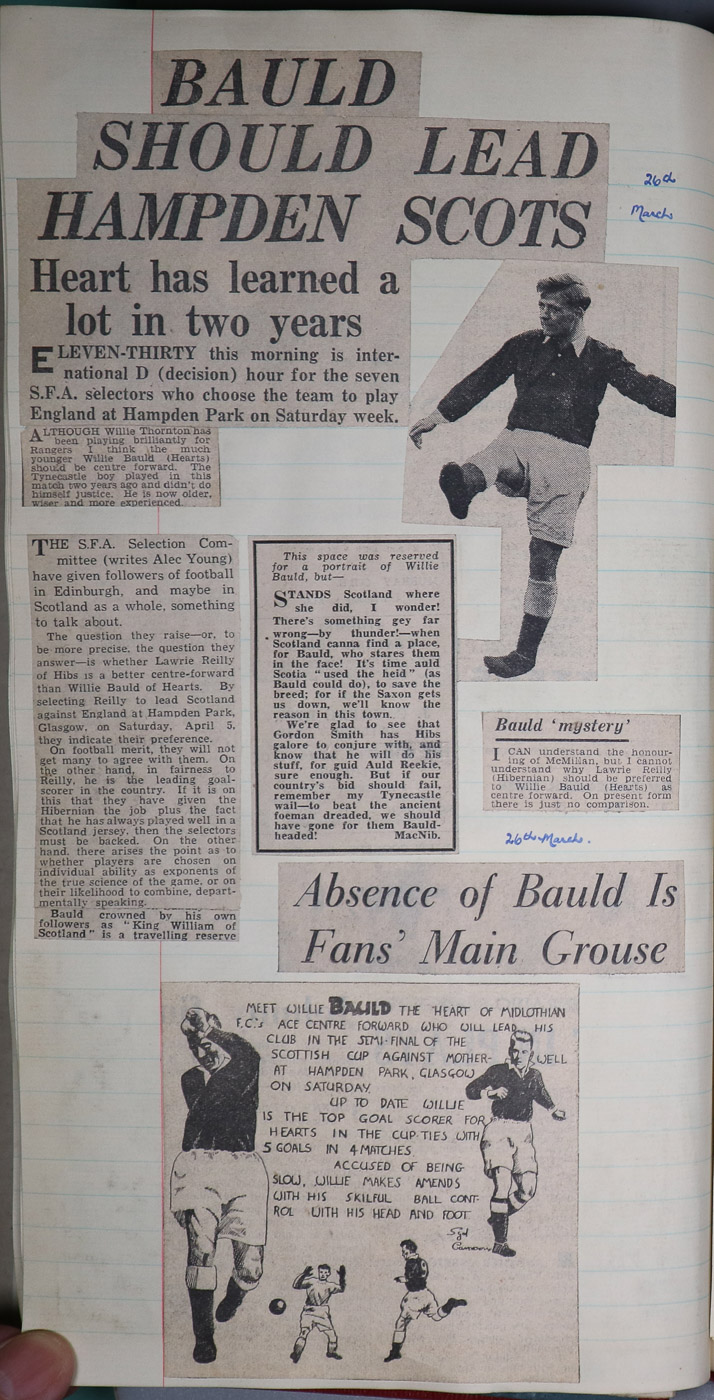 BAULD
SHOULD LEAD
HAMPDEN SCOTS
26th
March
Heart has learned a
lot in two years
ELEVEN-THIRTY this morning is inter-
national D (decision) hour for the seven
S.F.A. selectors who choose the team to play
England at Hampden Park on Saturday week.
ALTHOUGH Willie Thornton has
been playing brilliantly for
Rangers I think the much
younger Willie Bauld (Hearts)
should be centre forward. The
Tynecastle boy played in this
match two years ago and didn't do
himself justice. He is now older,
wiser and more experienced.
THE S.F.A. Selection Com-
mittee (writes Alec Young)
have given followers of football
in Edinburgh, and maybe in
Scotland as a whole, something
to talk about.
The question they raise—or, to
be more precise, the question they
answer—is whether Lawrie Reilly
of Hibs is a better centre-forward
than Willie Bauld of Hearts. By
selecting Reilly to lead Scotland
against England at Hampden Park,
Glasgow, on Saturday, April 5,
they indicate their preference.
On football merit, they will not
get many to agree with them. On
the other hand, in fairness to
Reilly, he is the leading goal-
scorer in the country. If it is on
this that they have given the
Hibernian the job plus the fact
that he has always played well in a
Scotland jersey, then the selectors
must be backed. On the other
hand, there arises the point as to
whether players are chosen on
individual ability as exponents of
the true science of the game, or on
their likelihood to combine, depart-
mentally speaking.
Bauld crowned by his own
followers as "King William of
Scotland" is a travelling reserve
This space was reserved
for a portrait of Willie
Bauld, but—
STANDS Scotland where
she did, I wonder!
There's something gey far
wrong—by thunder!—when
Scotland canna find a place,
for Bauld, who stares them
in the face! It's time auld
Scotia "used the heid" (as
Bauld could do), to save the
breed; for if the Saxon gets
us down, we'll know the
reason in this town.
We're glad to see that
Gordon Smith has Hibs
galore to conjure with, and
know that he will do his
stuff, for guid Auld Reekie,
sure enough. But if our
country's bid should fail,
remember my Tynecastle
wail—to beat the ancient
foeman dreaded, we should
have gone for them Bauld-
headed! MacNib.
Bauld 'mystery'
I CAN understand the honour-
ing of McMillan, but I cannot
understand why Lawrie Reilly
(Hibernian) should be preferred
to Willie Bauld (Hearts) as
centre forward. On present form
there is just no comparison.
26th March.
Absence of Bauld Is
Fans' Main Grouse
MEET WILLIE BAULD THE HEART OF MIDLOTHIAN
F.C.'s ACE CENTRE FORWARD WHO WILL LEAD HIS
CLUB IN THE SEMI-FINAL OF THE
SCOTTISH CUP AGAINST MOTHER-WELL
AT HAMPDEN PARK, GLASGOW
ON SATURDAY.
UP TO DATE WILLIE
IS THE TOP GOAL SCORER FOR
HEARTS IN THE CUP-TIES WITH
5 GOALS IN 4 MATCHES
ACCUSED OF BEING
SLOW, WILLIE MAKES AMENDS
WITH HIS SKILFUL BALL CONT-
ROL WITH HIS HEAD AND FOOT
Syd
Cameron